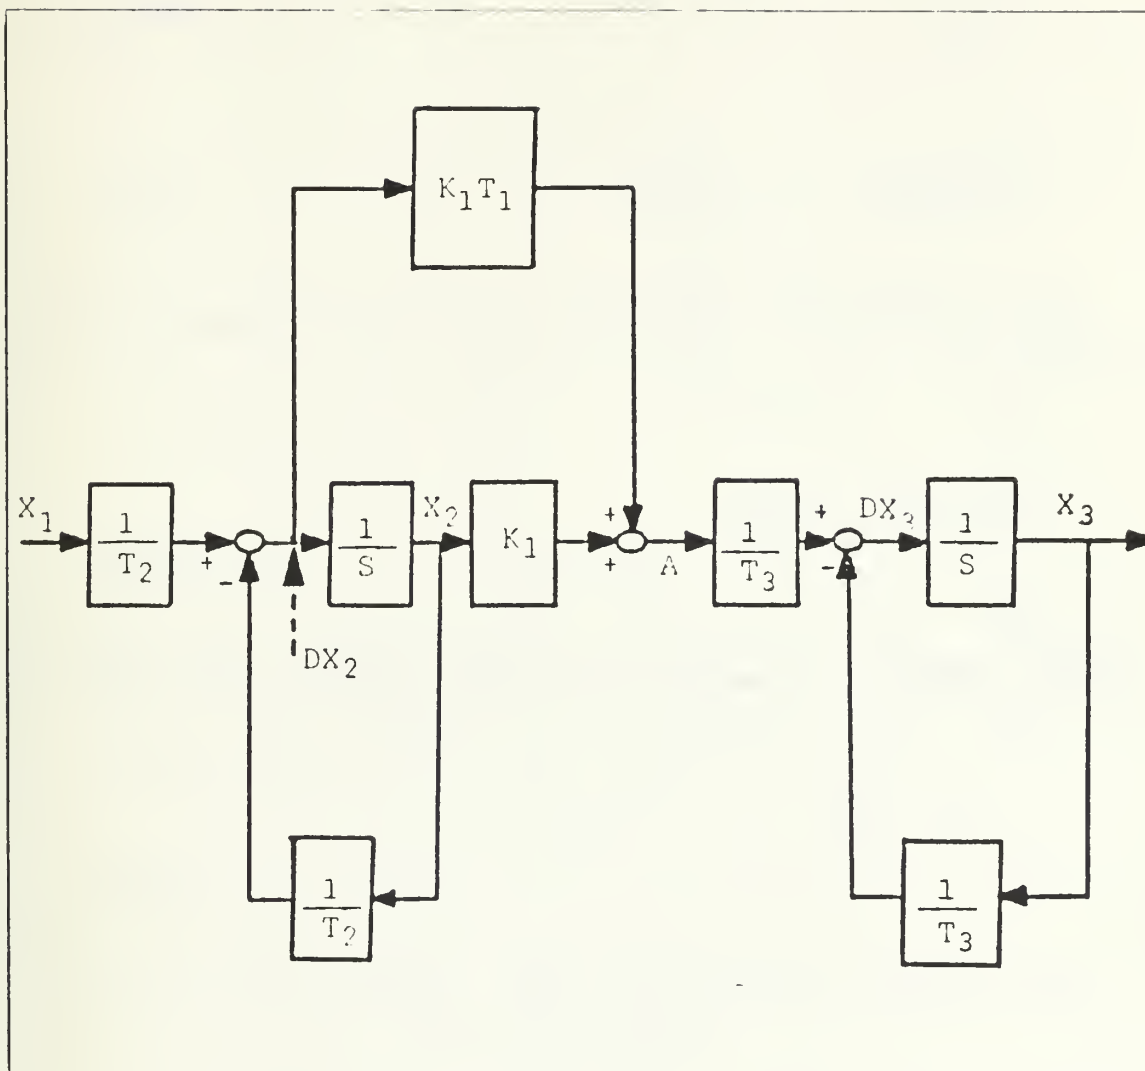 K₁T₁
X₁
1
T₂
+
-
DX₂
1
S
X₂
K₁
+
+
A
1
T₃
+
-
DX₃
1
S
X₃
1
T₂
1
T₃